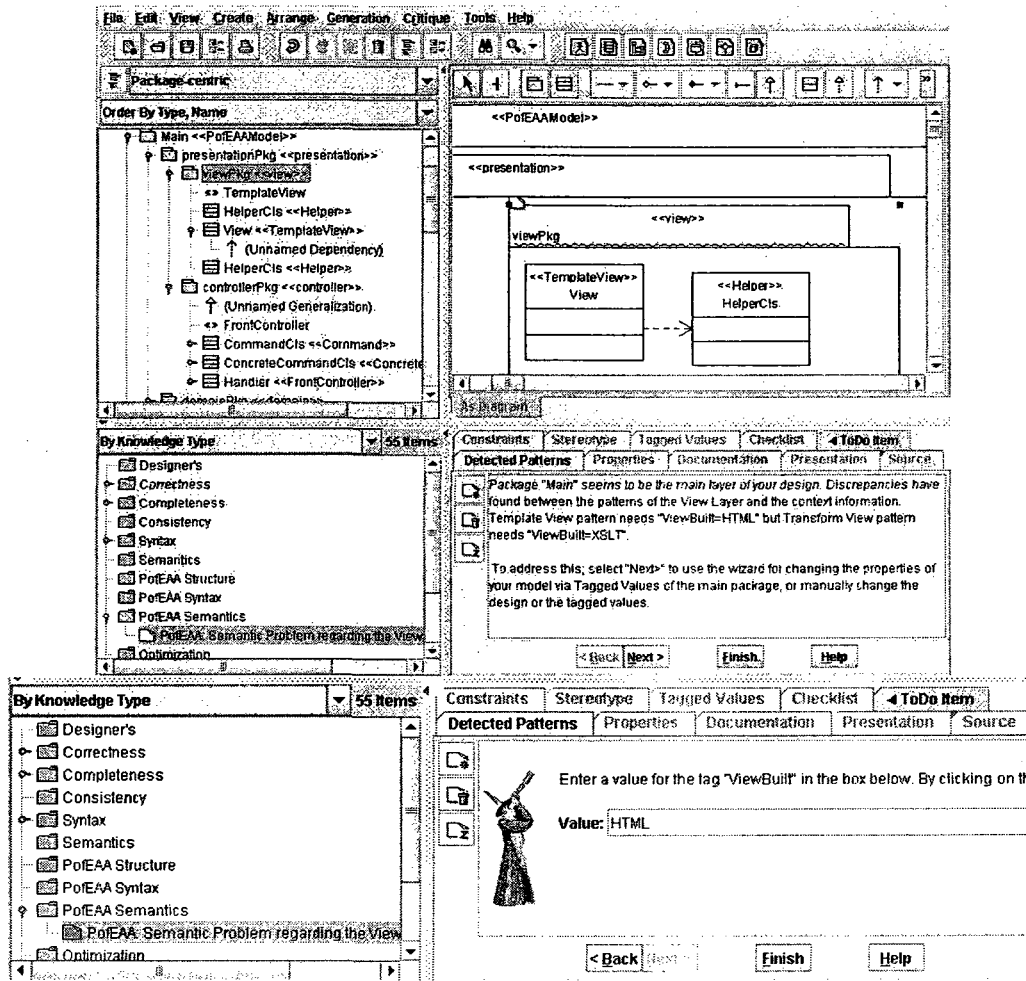 File Edit View Create Arrange Generation Critique Tools Help
Package-centric
Order By Type, Name
Main <<PofEAAModel>>
presentationPkg <<presentation>>
viewPkg <<view>>
TemplateView
HelperCls <<Helper>>
View <<TemplateView>>
(Unnamed Dependency)
HelperCls <<Helper>>
controllerPkg <<controller>>
(Unnamed Generalization)
FrontController
CommandCls <<Command>>
ConcreteCommandCls <<Concrete
Handler <<FrontController>>
<<PofEAAModel>>
<<presentation>>
<<view>>
viewPkg
<<TemplateView>>
View
<<Helper>>
HelperCls
As Diagram
By Knowledge Type 55 Items
Designer's
Correctness
Completeness
Consistency
Syntax
Semantics
PofEAA Structure
PofEAA Syntax
PofEAA Semantics
PofEAA: Semantic Problem regarding the View
Optimization
Constraints Stereotype Tagged Values Checklist ToDo Item
Detected Patterns Properties Documentation Presentation Source
Package "Main" seems to be the main layer of your design. Discrepancies have
found between the patterns of the View Layer and the context information.
Template View pattern needs "ViewBuilt=HTML" but Transform View pattern
needs "ViewBuilt=XSLT".
To address this, select "Next>" to use the wizard for changing the properties of
your model via Tagged Values of the main package, or manually change the
design or the tagged values.
< Back Next > Finish Help
By Knowledge Type 55 Items
Designer's
Correctness
Completeness
Consistency
Syntax
Semantics
PofEAA Structure
PofEAA Syntax
PofEAA Semantics
PofEAA: Semantic Problem regarding the View
Optimization
Constraints Stereotype Tagged Values Checklist ToDo Item
Detected Patterns Properties Documentation Presentation Source
Enter a value for the tag "ViewBuilt" in the box below. By clicking on th
Value: HTML
< Back Next > Finish Help